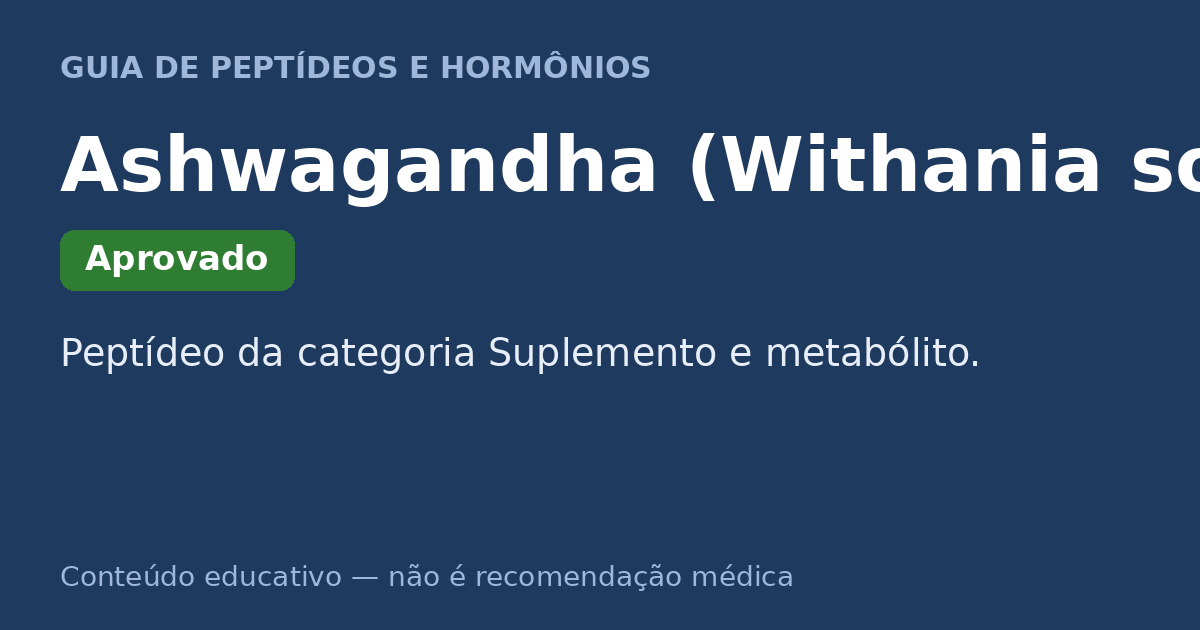 GUIA DE PEPTÍDEOS E HORMÔNIOS
Ashwagandha (Withania so
Aprovado
Peptídeo da categoria Suplemento e metabólito.
Conteúdo educativo — não é recomendação médica